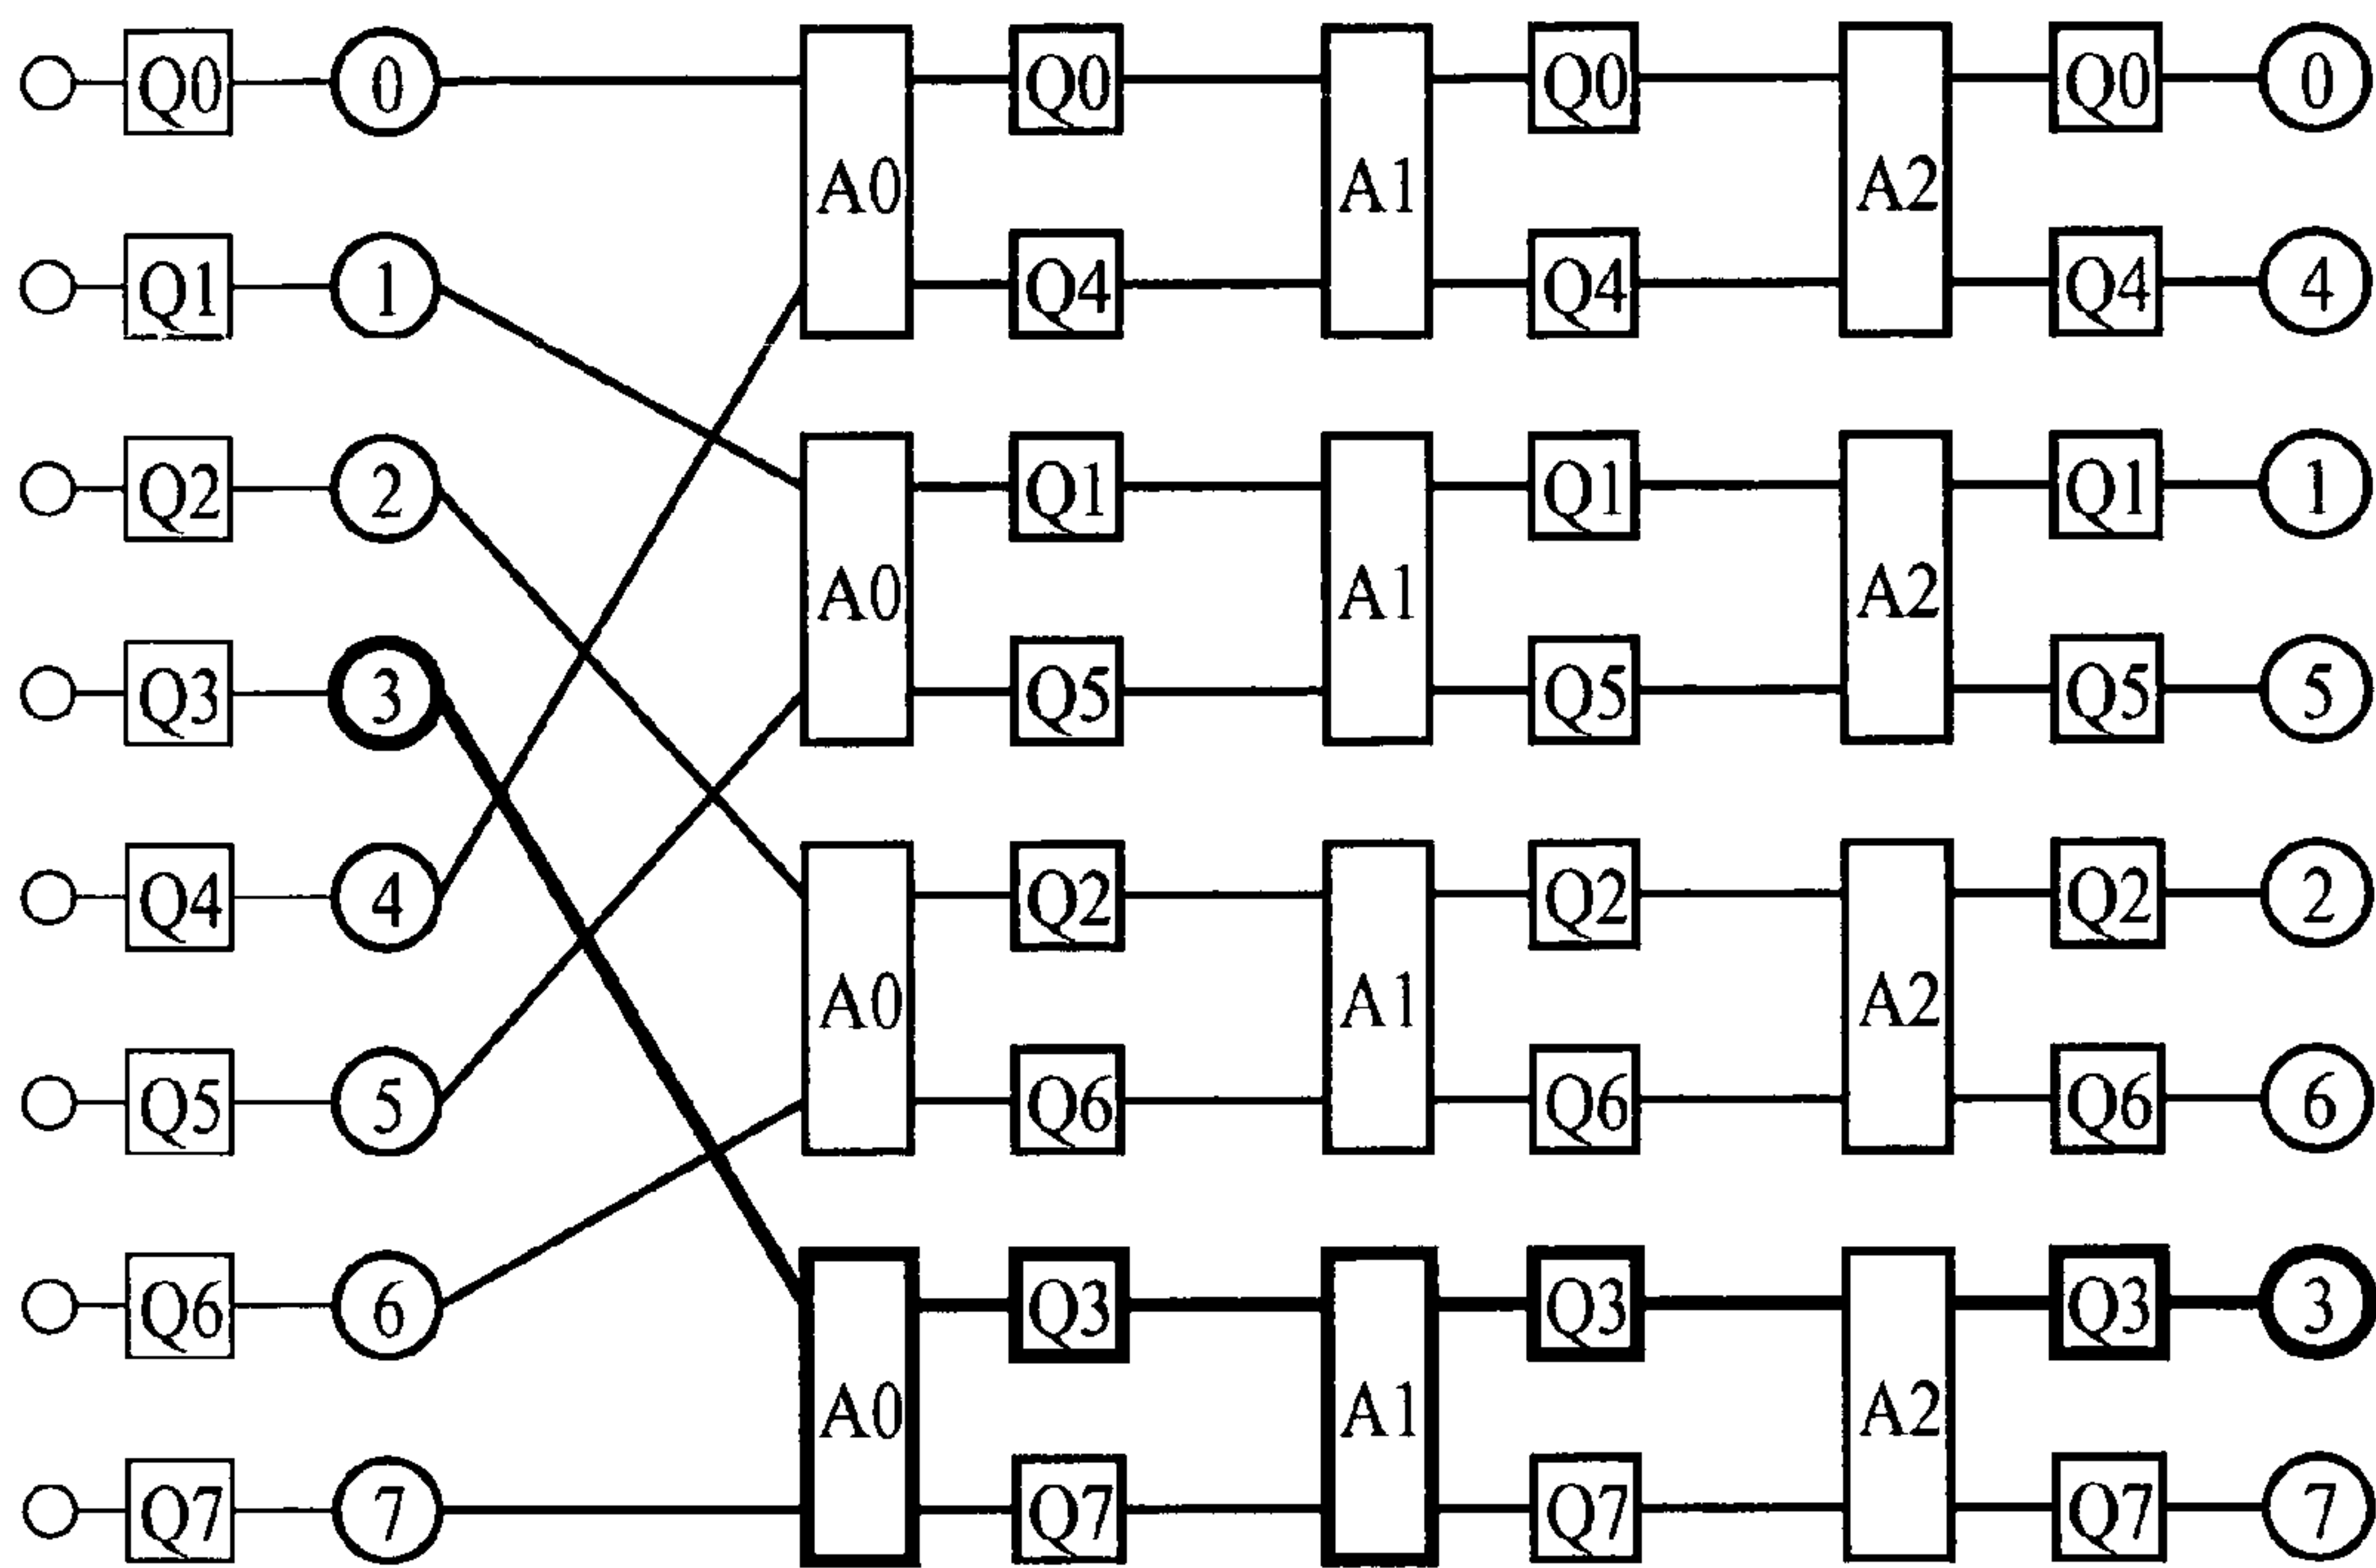 Q0 0 Q0 Q0 Q0 0
A0 A1 A2
Q1 1 Q4 Q4 Q4 4
Q2 2 Q1 Q1 Q1 1
A0 A1 A2
Q3 3 Q5 Q5 Q5 5
Q4 4 Q2 Q2 Q2 2
A0 A1 A2
Q5 5 Q6 Q6 Q6 6
Q6 6 Q3 Q3 Q3 3
A0 A1 A2
Q7 7 Q7 Q7 Q7 7